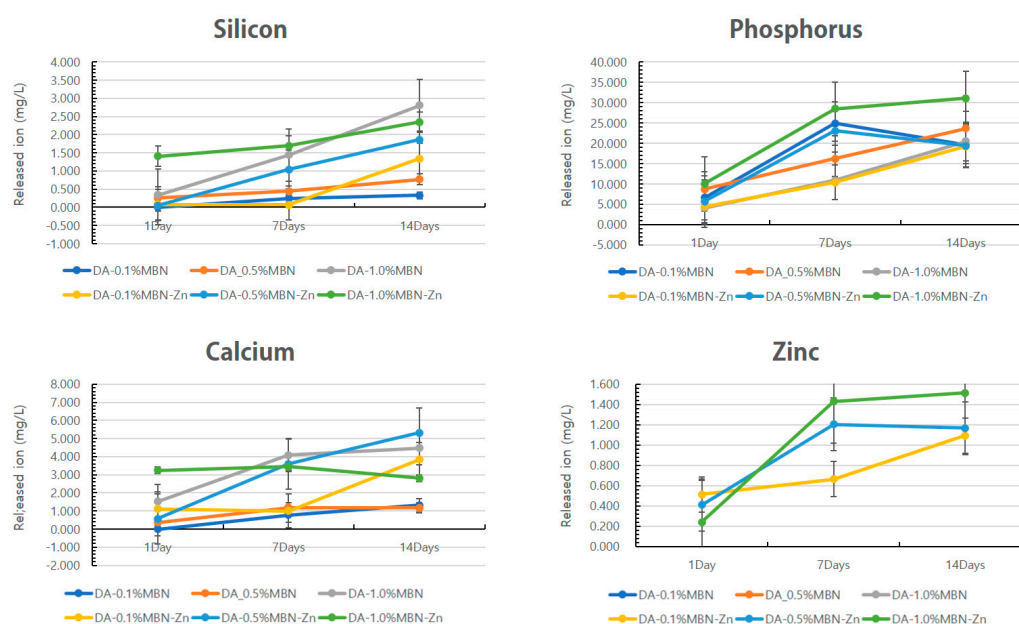 Silicon
Released ion (mg/L)
4.000
3.500
3.000
2.500
2.000
1.500
1.000
0.500
0.000
-0.500
-1.000
1Day 7Days 14Days
DA-0.1%MBN DA_0.5%MBN DA-1.0%MBN
DA-0.1%MBN-Zn DA-0.5%MBN-Zn DA-1.0%MBN-Zn
Phosphorus
Released ion (mg/L)
40.000
35.000
30.000
25.000
20.000
15.000
10.000
5.000
0.000
-5.000
1Day 7Days 14Days
DA-0.1%MBN DA_0.5%MBN DA-1.0%MBN
DA-0.1%MBN-Zn DA-0.5%MBN-Zn DA-1.0%MBN-Zn
Calcium
Released ion (mg/L)
8.000
7.000
6.000
5.000
4.000
3.000
2.000
1.000
0.000
-1.000
-2.000
1Day 7Days 14Days
DA-0.1%MBN DA_0.5%MBN DA-1.0%MBN
DA-0.1%MBN-Zn DA-0.5%MBN-Zn DA-1.0%MBN-Zn
Zinc
Released ion (mg/L)
1.600
1.400
1.200
1.000
0.800
0.600
0.400
0.200
0.000
1Day 7Days 14Days
DA-0.1%MBN DA_0.5%MBN DA-1.0%MBN
DA-0.1%MBN-Zn DA-0.5%MBN-Zn DA-1.0%MBN-Zn